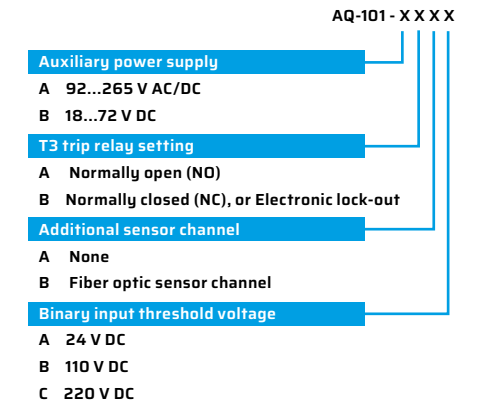 AQ-101 - X X X X
Auxiliary power supply
A 92...265 V AC/DC
B 18...72 V DC
T3 trip relay setting
A Normally open (NO)
B Normally closed (NC), or Electronic lock-out
Additional sensor channel
A None
B Fiber optic sensor channel
Binary input threshold voltage
A 24 V DC
B 110 V DC
C 220 V DC